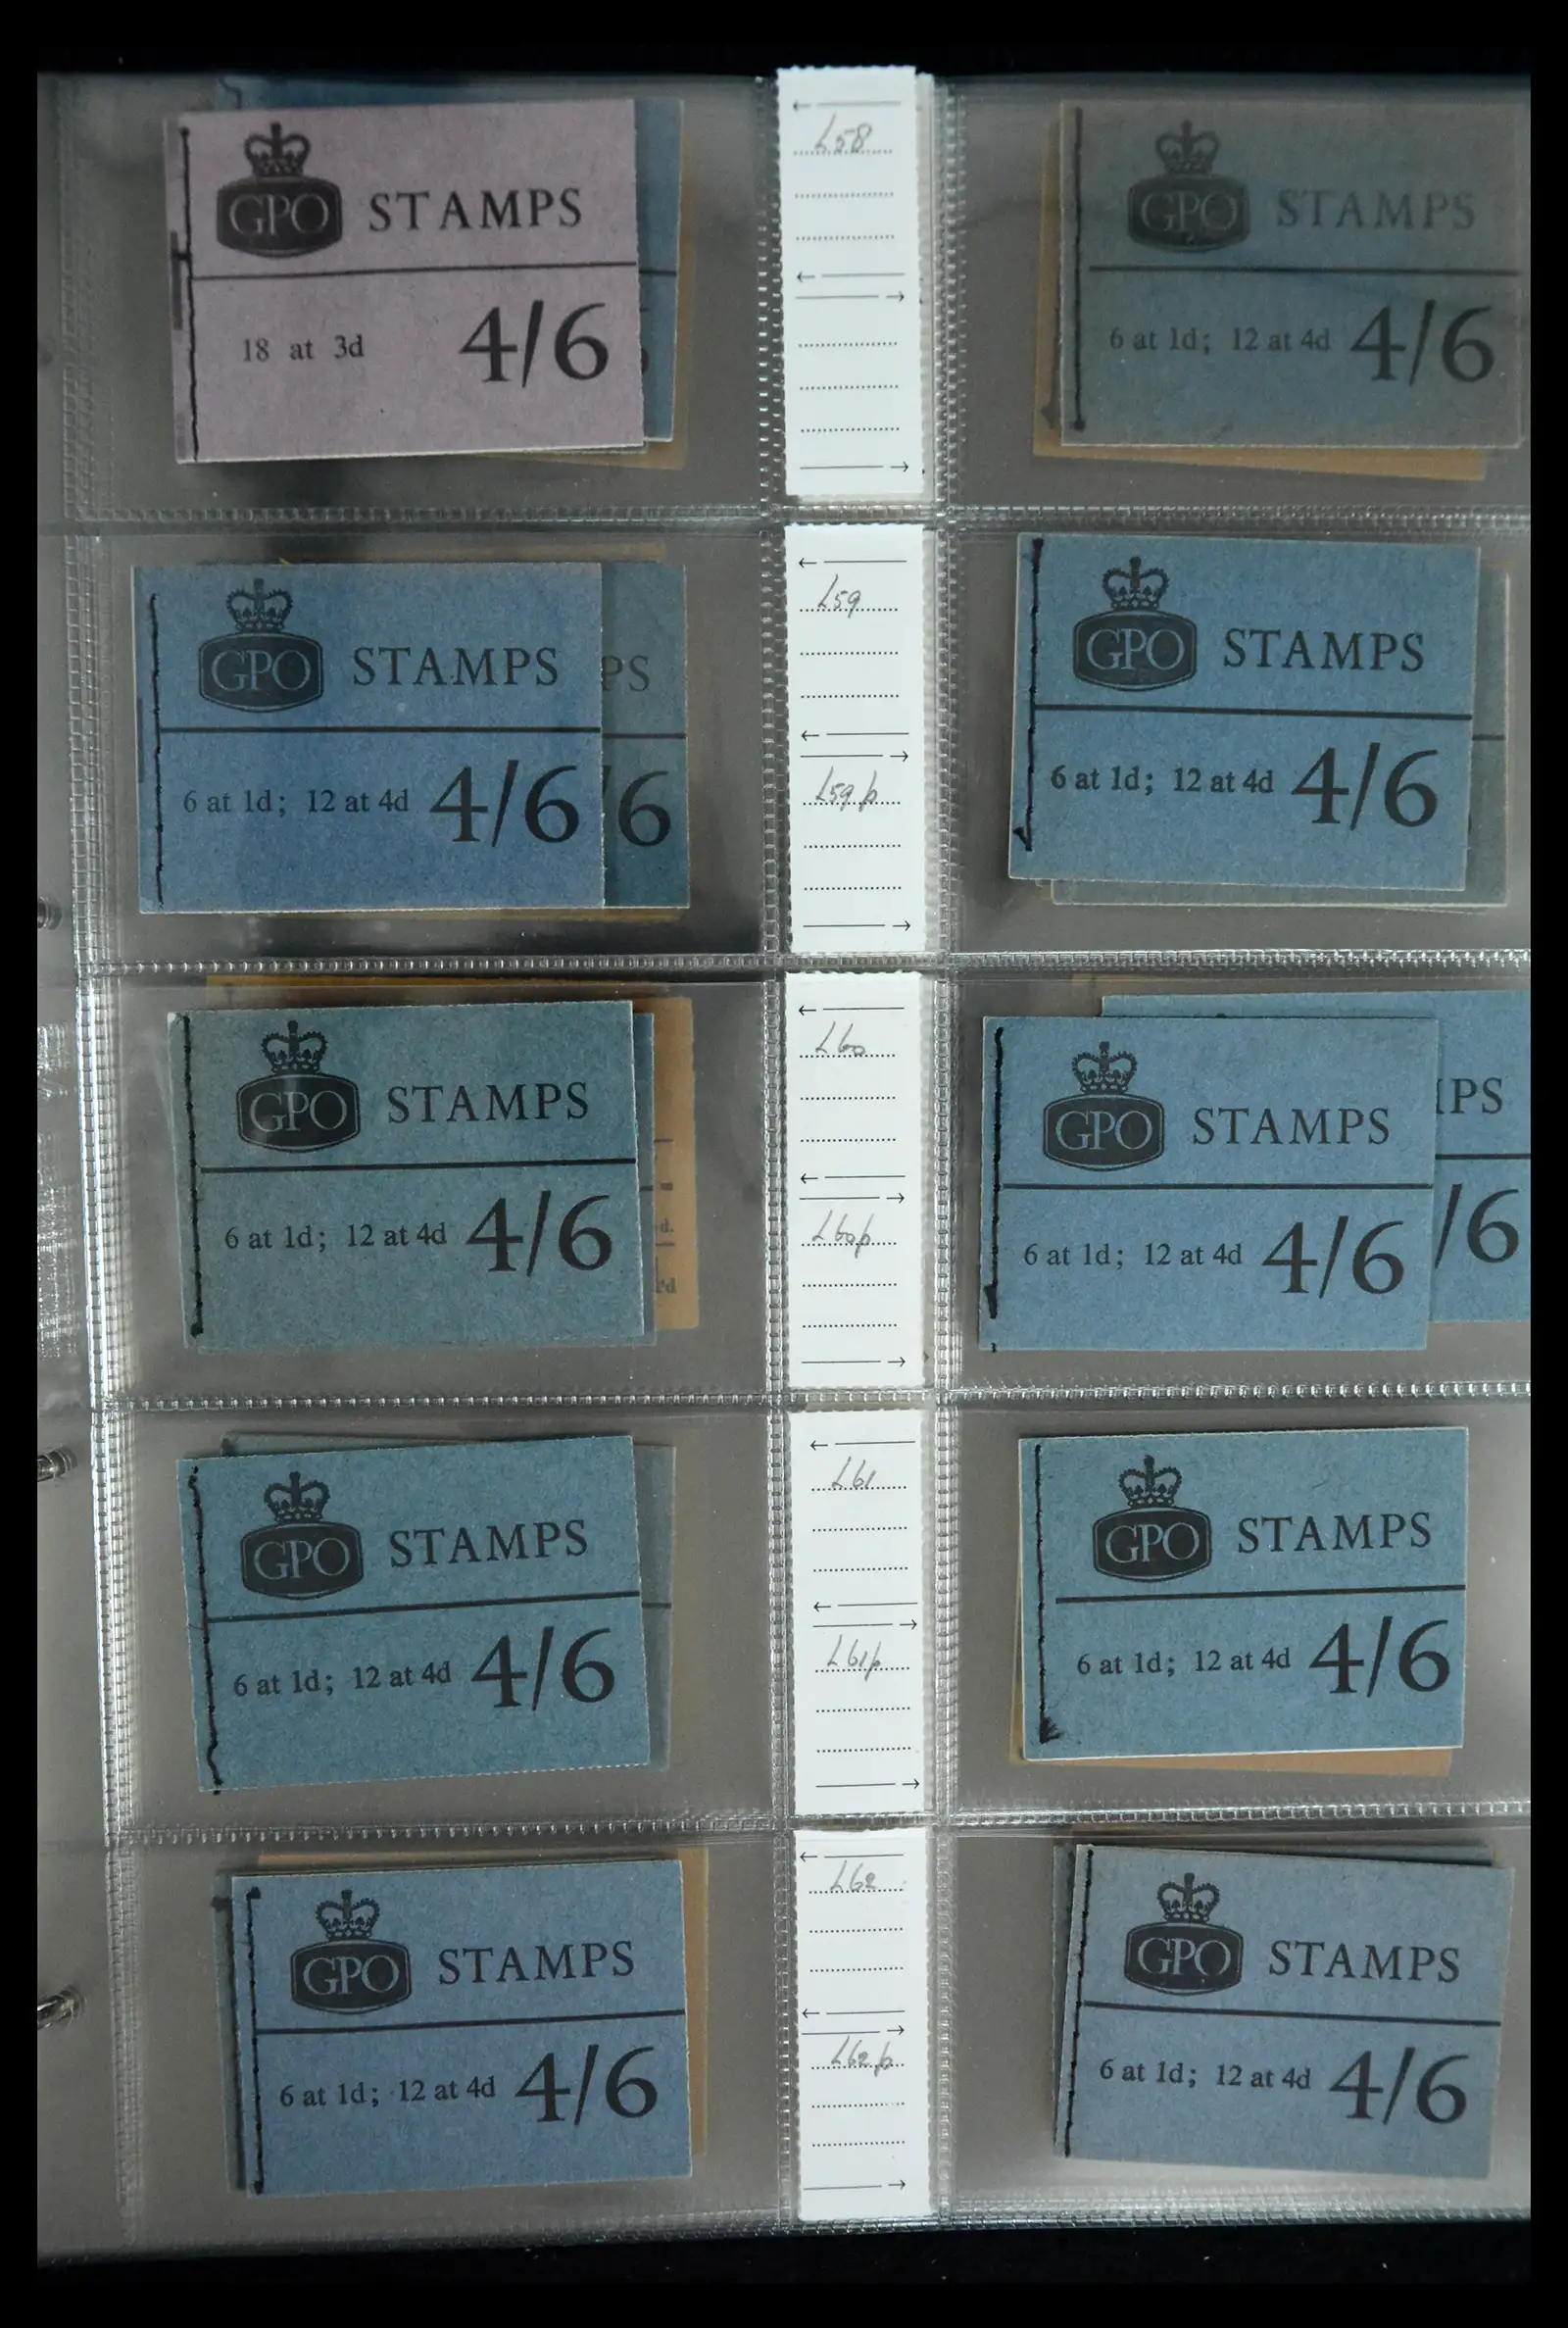 GPO STAMPS
18 at 3d 4/6
L58
GPO STAMPS
6 at 1d; 12 at 4d 4/6
GPO STAMPS
6 at 1d; 12 at 4d 4/6
PS
/6
L59
L59p
GPO STAMPS
6 at 1d; 12 at 4d 4/6
GPO STAMPS
6 at 1d; 12 at 4d 4/6
d.
L60
L60p
GPO STAMPS
6 at 1d; 12 at 4d 4/6
PS
/6
GPO STAMPS
6 at 1d; 12 at 4d 4/6
L61
L61p
GPO STAMPS
6 at 1d; 12 at 4d 4/6
GPO STAMPS
6 at 1d; 12 at 4d 4/6
L62
L62p
GPO STAMPS
6 at 1d; 12 at 4d 4/6